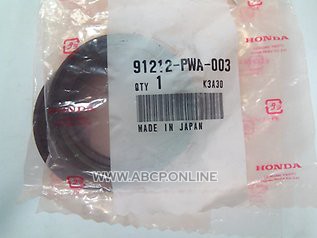 HONDA
91212-PWA-003
QTY 1 K3A30
MADE IN JAPAN
HONDA
WWW.ABCPONLINE